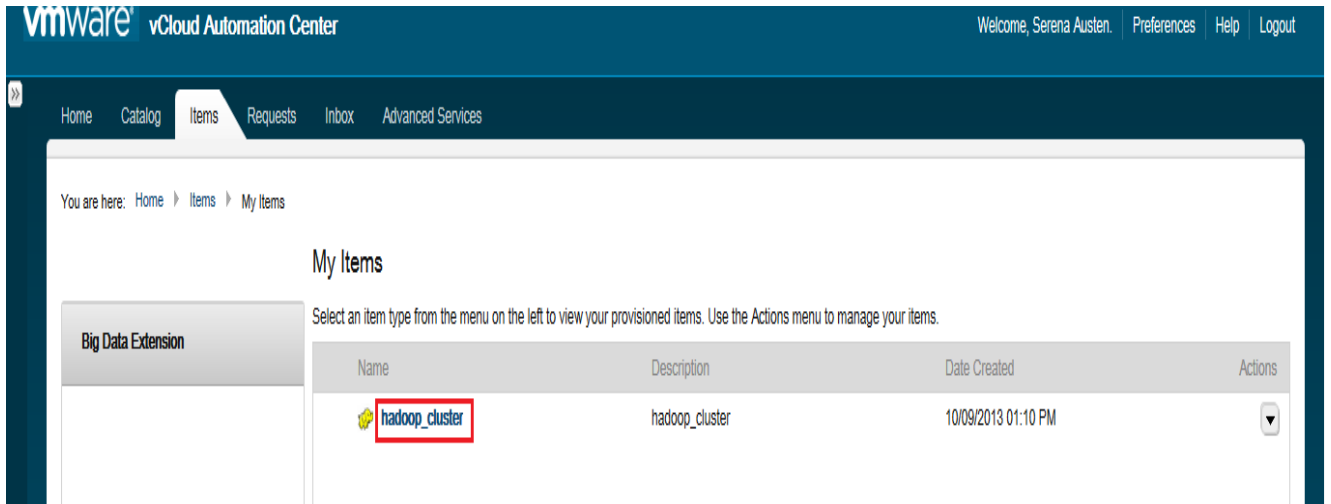 vmware® vCloud Automation Center
Welcome, Serena Austen. Preferences Help Logout
Home Catalog Items Requests Inbox Advanced Services
You are here: Home Items My Items
My Items
Select an item type from the menu on the left to view your provisioned items. Use the Actions menu to manage your items.
Big Data Extension
Name Description Date Created Actions
hadoop_cluster hadoop_cluster 10/09/2013 01:10 PM